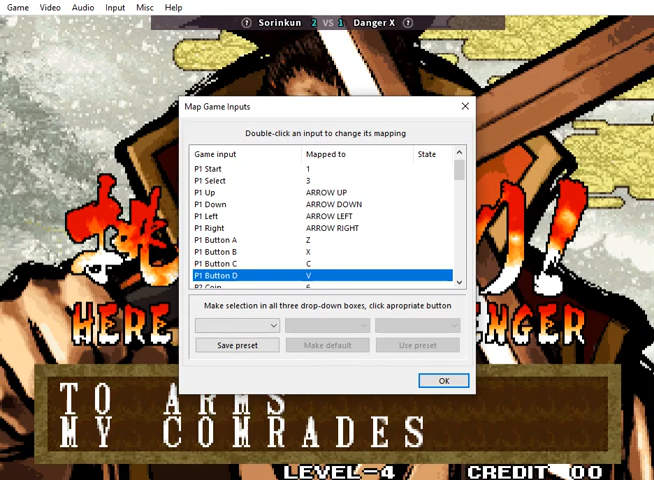 Game Video Audio Input Misc Help
Sorinkun 2 VS 1 Danger X
Map Game Inputs
Double-click an input to change its mapping
Game input Mapped to State
P1 Start 1
P1 Select 3
P1 Up ARROW UP
P1 Down ARROW DOWN
P1 Left ARROW LEFT
P1 Right ARROW RIGHT
P1 Button A Z
P1 Button B X
P1 Button C C
P1 Button D V
P2 Coin 6
Make selection in all three drop-down boxes, click apropriate button
Save preset Make default Use preset
OK
HERE
TO ARMS
MY COMRADES
LEVEL-4 CREDIT 00